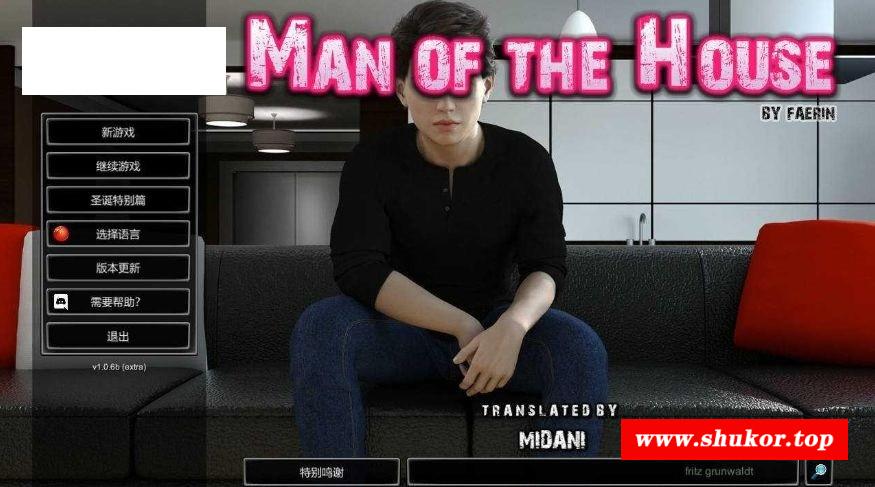 MAN OF THE HOUSE
BY FAERIN
新游戏
继续游戏
圣诞特别篇
选择语言
版本更新
需要帮助?
退出
v1.0.6b (extra)
TRANSLATED BY
MIDANI
www.shukor.top
特别鸣谢
fritz grunwaldt